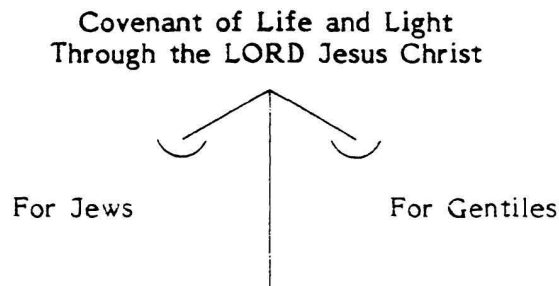 Covenant of Life and Light
Through the LORD Jesus Christ
For Jews
For Gentiles